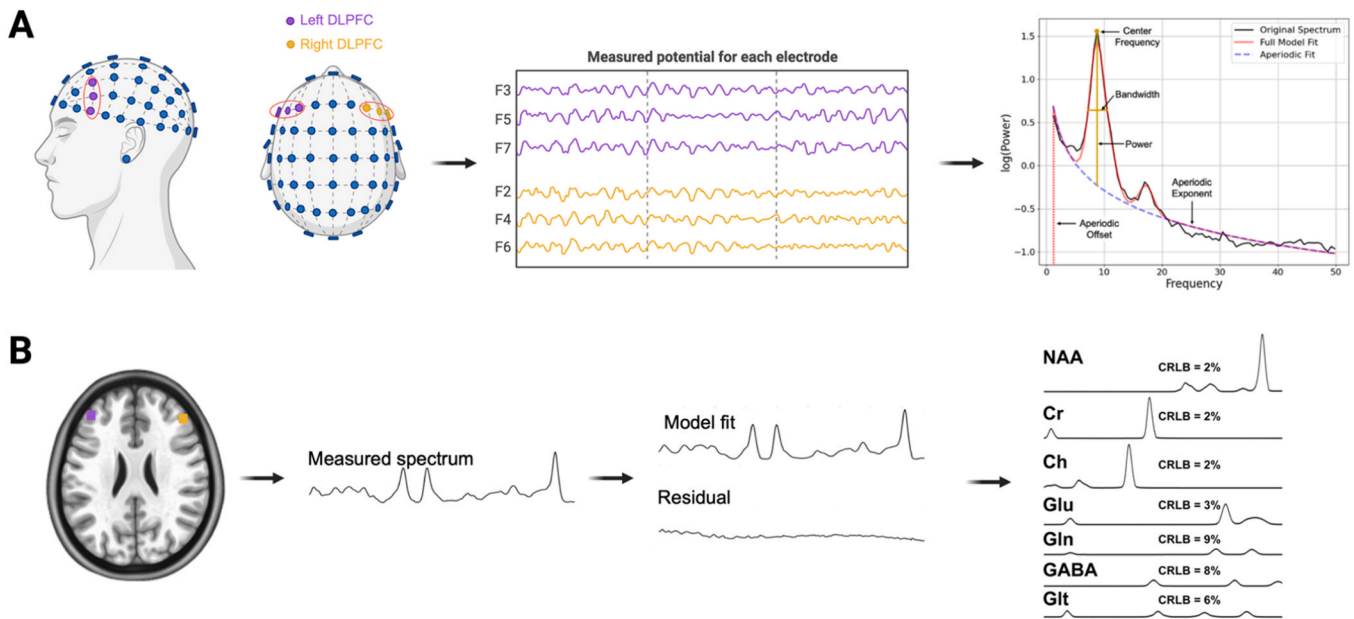 A
Left DLPFC
Right DLPFC
Measured potential for each electrode
F3
F5
F7
F2
F4
F6
Original Spectrum
Full Model Fit
Aperiodic Fit
Center
Frequency
Bandwidth
Power
Aperiodic
Exponent
Aperiodic
Offset
log(Power)
1.5
1.0
0.5
0.0
−0.5
−1.0
0
10
20
30
40
50
Frequency
B
Measured spectrum
Model fit
Residual
NAA
CRLB = 2%
Cr
CRLB = 2%
Ch
CRLB = 2%
Glu
CRLB = 3%
Gln
CRLB = 9%
GABA
CRLB = 8%
Glt
CRLB = 6%